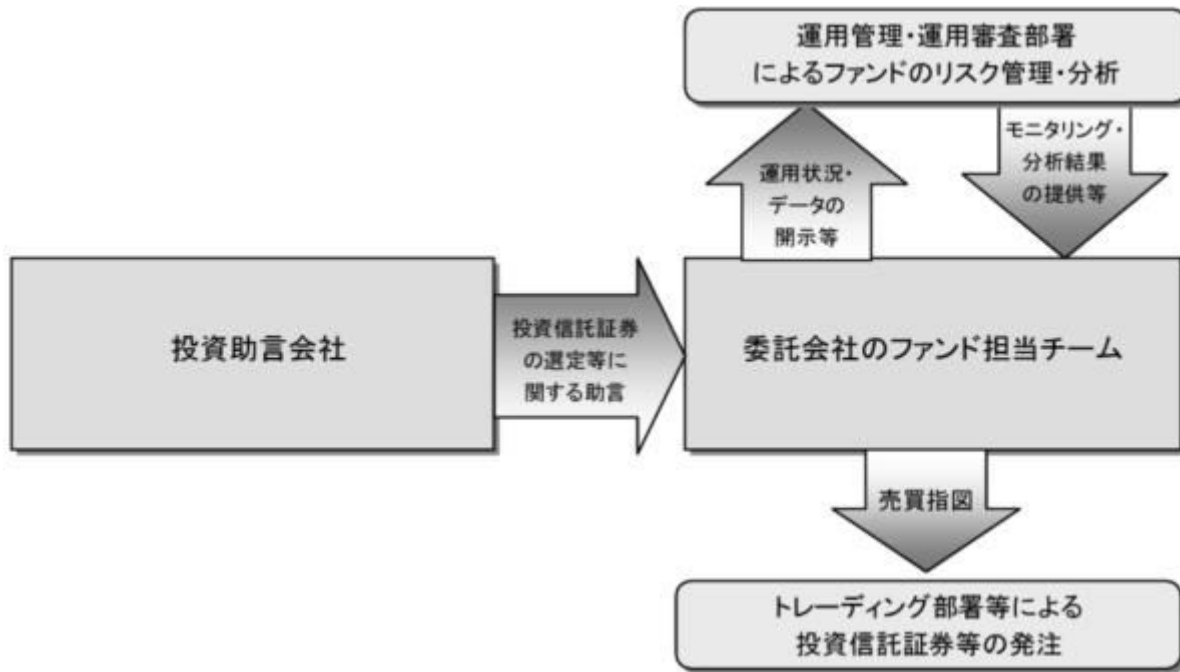 運用管理・運用審査部署
によるファンドのリスク管理・分析
運用状況・
データの
開示等
モニタリング・
分析結果
の提供等
投資助言会社
投資信託証券
の選定等に
関する助言
委託会社のファンド担当チーム
売買指図
トレーディング部署等による
投資信託証券等の発注